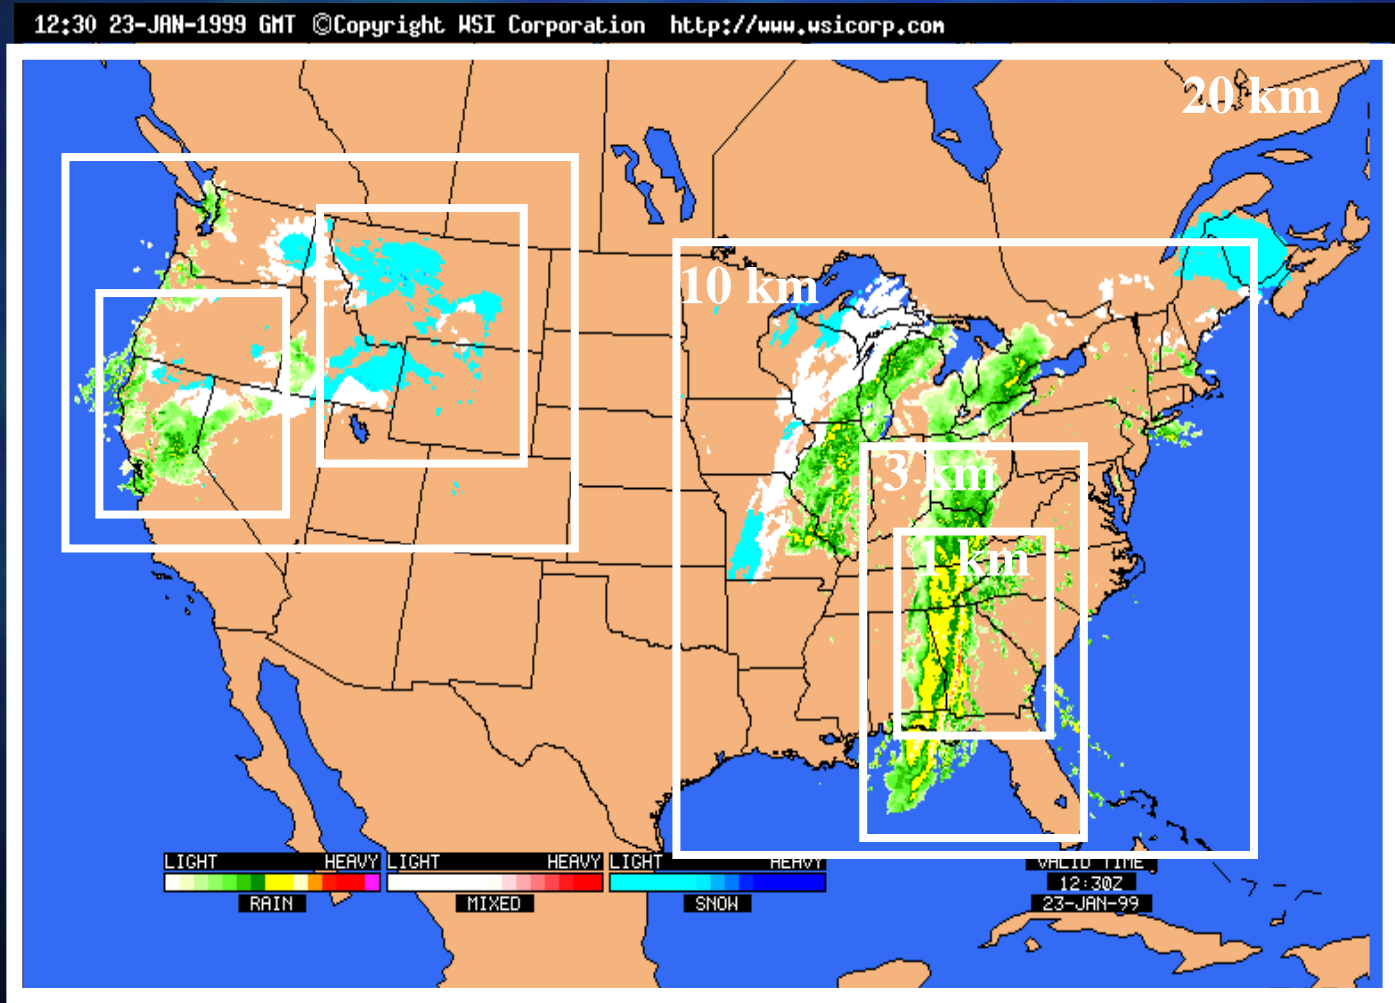 12:30 23-JAN-1999 GMT ©Copyright WSI Corporation http://www.wsicorp.com
20 km
10 km
3 km
1 km
LIGHT HEAVY LIGHT HEAVY LIGHT HEAVY
RAIN MIXED SNOW
VALID TIME
12:30Z
23-JAN-99